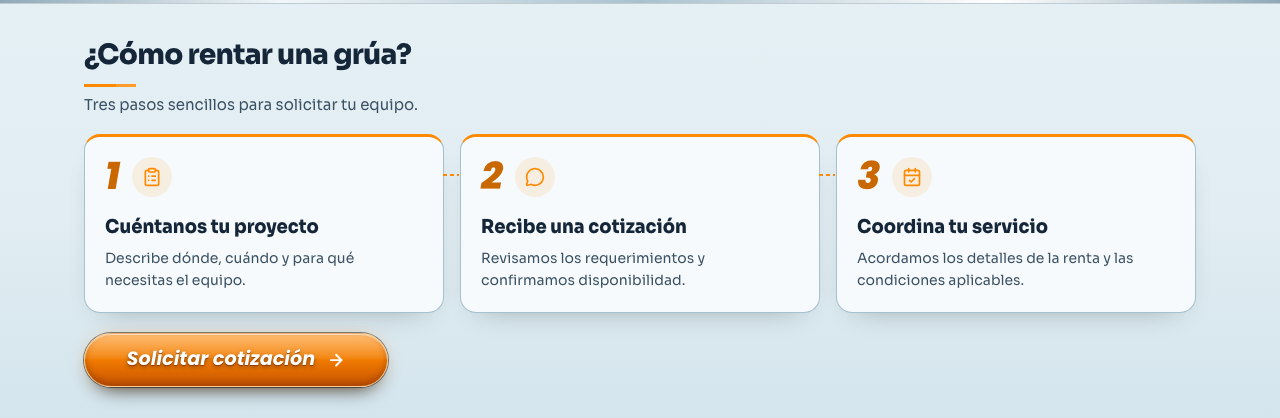 ¿Cómo rentar una grúa?
Tres pasos sencillos para solicitar tu equipo.
1
Cuéntanos tu proyecto
Describe dónde, cuándo y para qué
necesitas el equipo.
2
Recibe una cotización
Revisamos los requerimientos y
confirmamos disponibilidad.
3
Coordina tu servicio
Acordamos los detalles de la renta y las
condiciones aplicables.
Solicitar cotización